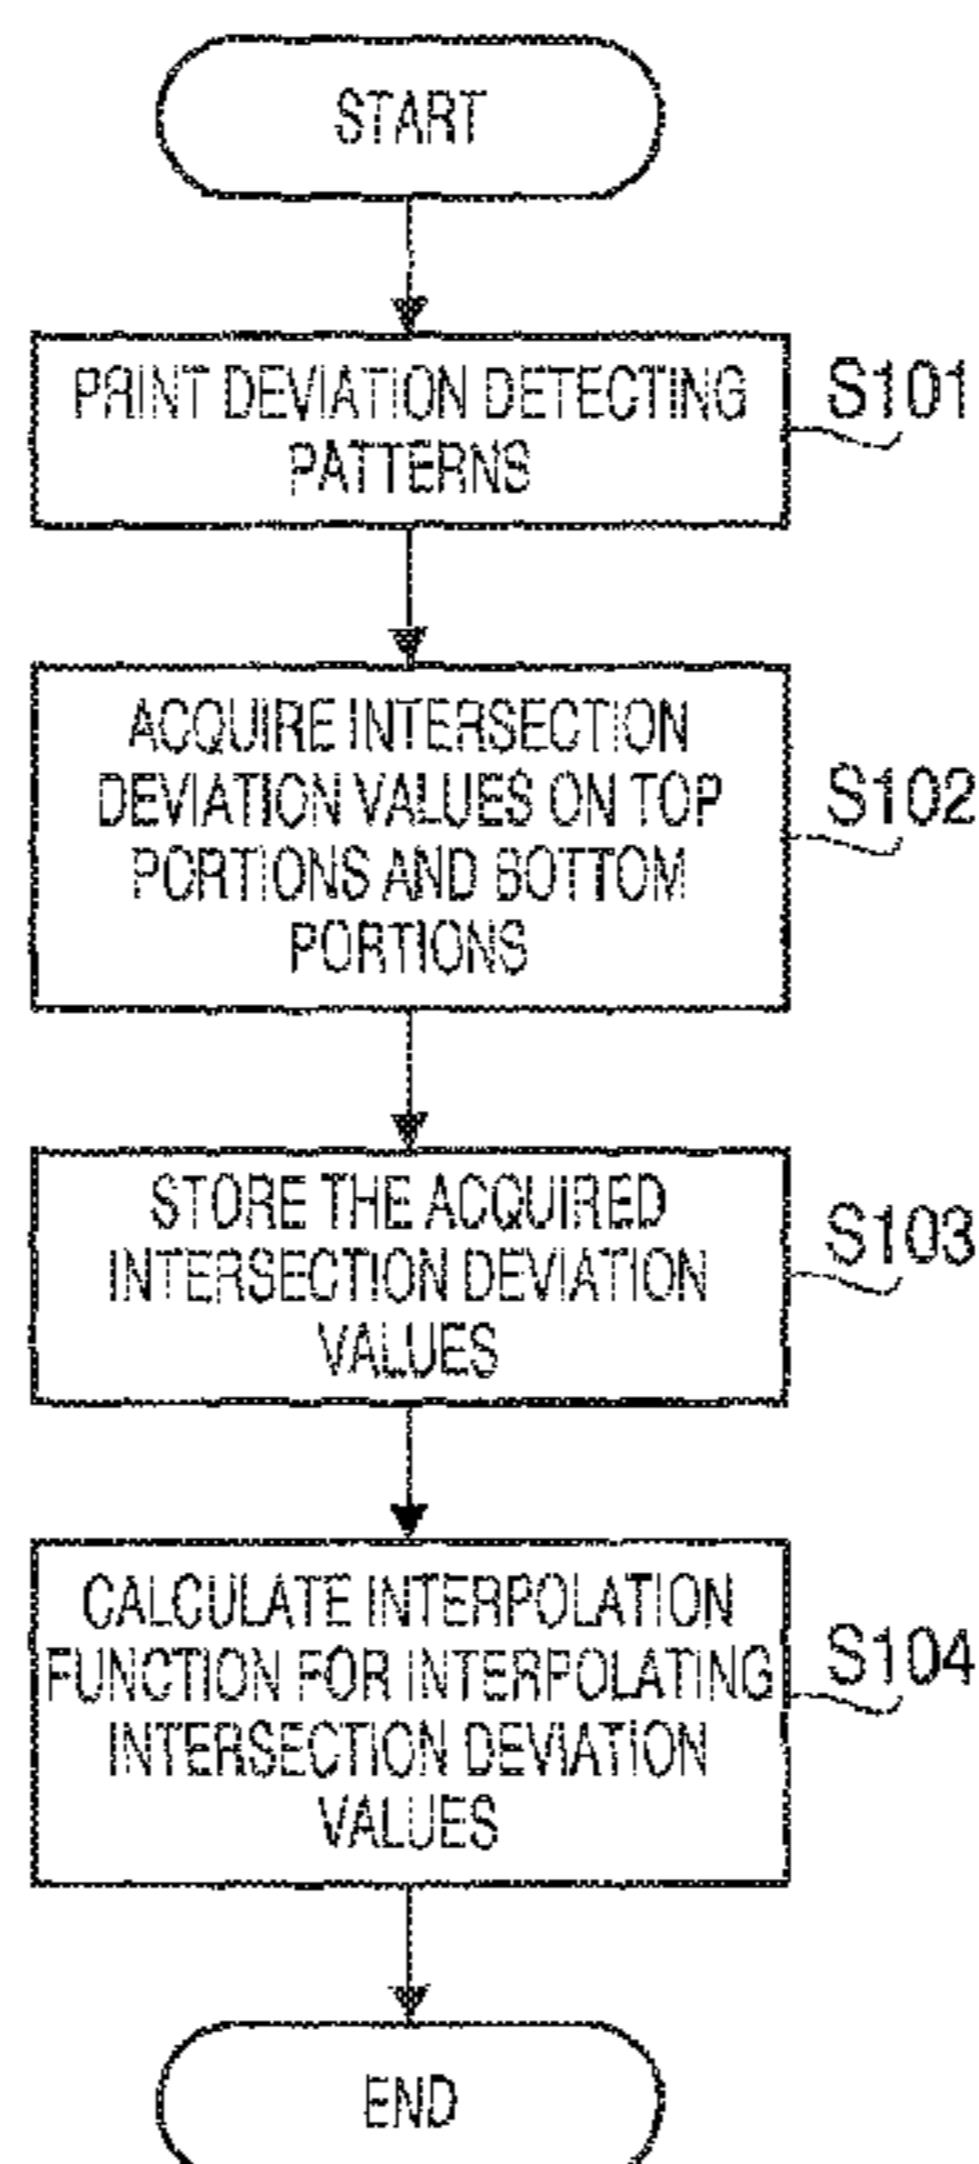 START
PRINT DEVIATION DETECTING
PATTERNS
S101
ACQUIRE INTERSECTION
DEVIATION VALUES ON TOP
PORTIONS AND BOTTOM
PORTIONS
S102
STORE THE ACQUIRED
INTERSECTION DEVIATION
VALUES
S103
CALCULATE INTERPOLATION
FUNCTION FOR INTERPOLATING
INTERSECTION DEVIATION
VALUES
S104
END